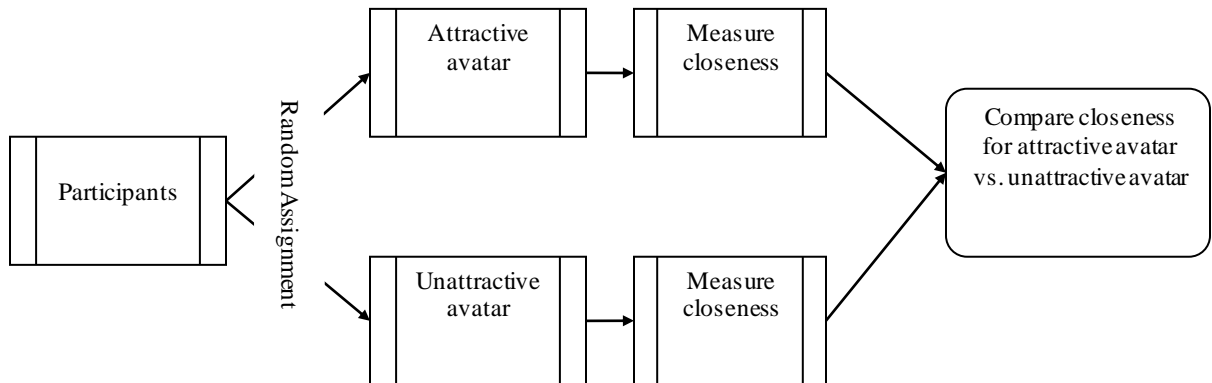 Participants
Random Assignment
Attractive
avatar
Measure
closeness
Unattractive
avatar
Measure
closeness
Compare closeness
for attractive avatar
vs. unattractive avatar